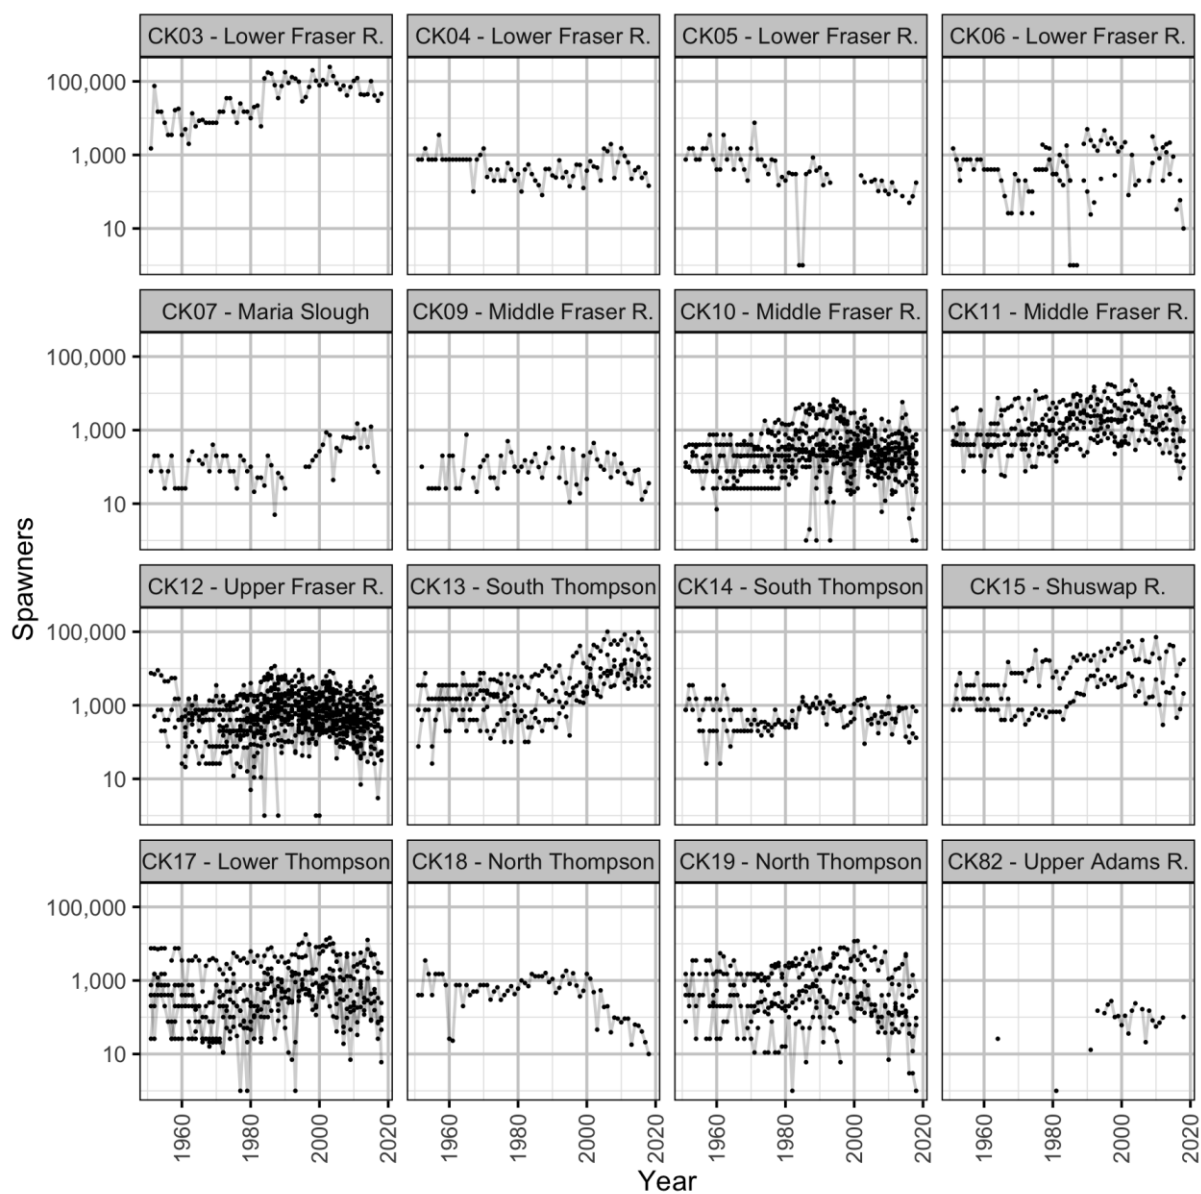 CK03 - Lower Fraser R.
CK04 - Lower Fraser R.
CK05 - Lower Fraser R.
CK06 - Lower Fraser R.
100,000
1,000
10
CK07 - Maria Slough
CK09 - Middle Fraser R.
CK10 - Middle Fraser R.
CK11 - Middle Fraser R.
100,000
1,000
10
Spawners
CK12 - Upper Fraser R.
CK13 - South Thompson
CK14 - South Thompson
CK15 - Shuswap R.
100,000
1,000
10
CK17 - Lower Thompson
CK18 - North Thompson
CK19 - North Thompson
CK82 - Upper Adams R.
100,000
1,000
10
1960
1980
2000
2020
1960
1980
2000
2020
1960
1980
2000
2020
1960
1980
2000
2020
Year